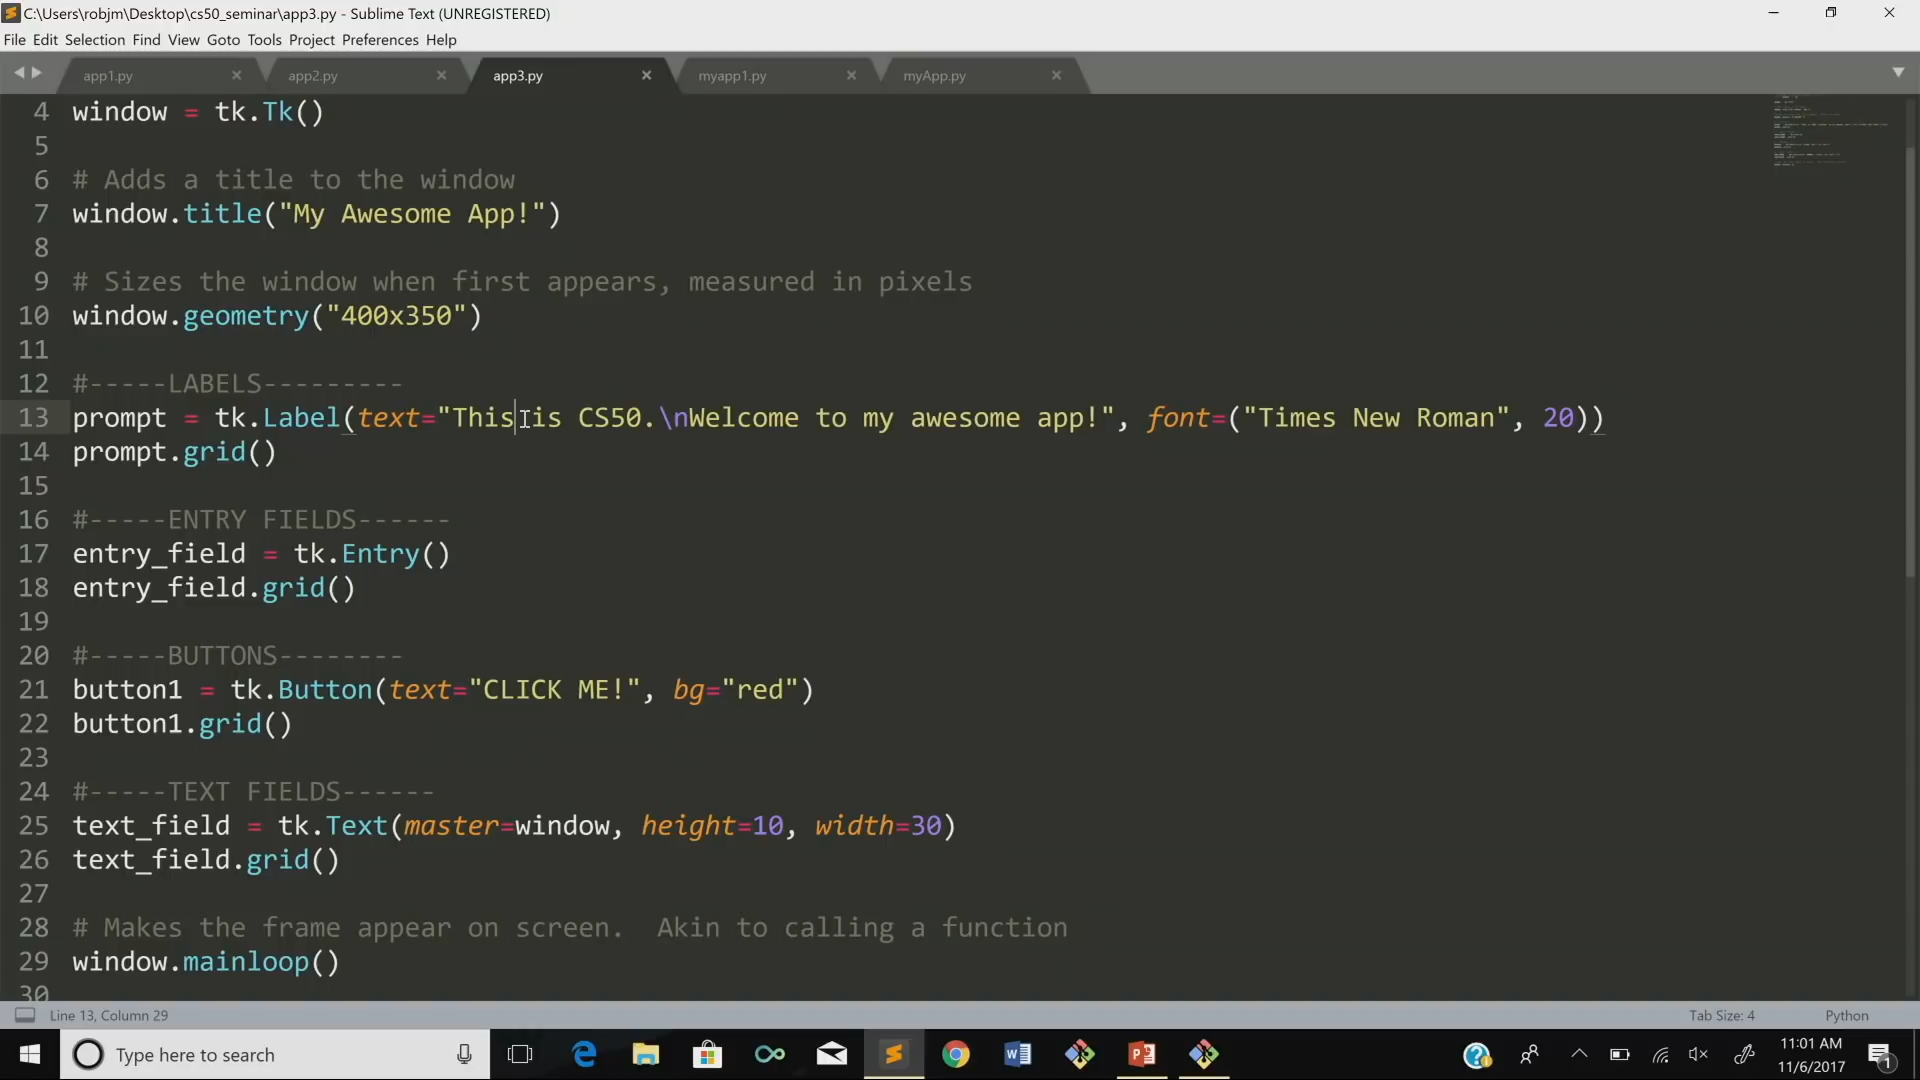 C:\Users\robjm\Desktop\cs50_seminar\app3.py - Sublime Text (UNREGISTERED)
File Edit Selection Find View Goto Tools Project Preferences Help
app1.py app2.py app3.py myapp1.py myApp.py
4 window = tk.Tk()
5
6 # Adds a title to the window
7 window.title("My Awesome App!")
8
9 # Sizes the window when first appears, measured in pixels
10 window.geometry("400x350")
11
12 #-----LABELS---------
13 prompt = tk.Label(text="This is CS50.\nWelcome to my awesome app!", font=("Times New Roman", 20))
14 prompt.grid()
15
16 #-----ENTRY FIELDS------
17 entry_field = tk.Entry()
18 entry_field.grid()
19
20 #-----BUTTONS--------
21 button1 = tk.Button(text="CLICK ME!", bg="red")
22 button1.grid()
23
24 #-----TEXT FIELDS------
25 text_field = tk.Text(master=window, height=10, width=30)
26 text_field.grid()
27
28 # Makes the frame appear on screen.  Akin to calling a function
29 window.mainloop()
30
Line 13, Column 29 Tab Size: 4 Python
Type here to search
11:01 AM
11/6/2017
1